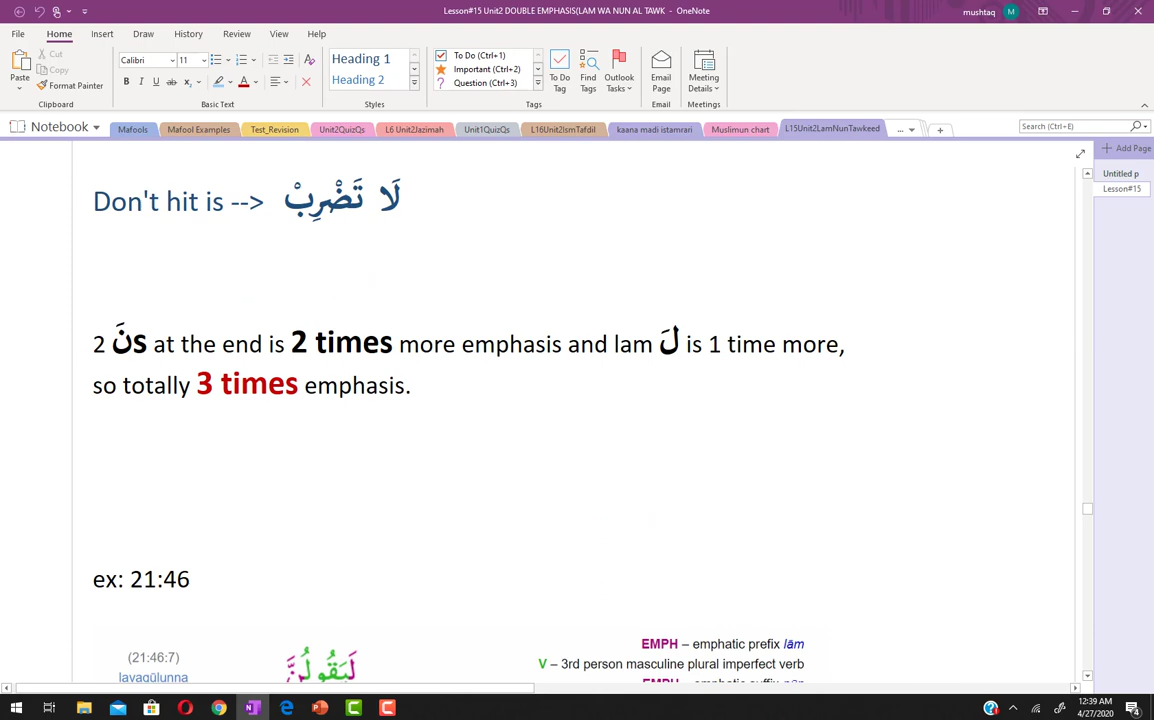 Lesson#15 Unit2 DOUBLE EMPHASIS(LAM WA NUN AL TAWK - OneNote
mushtaq M
File Home Insert Draw History Review View Help
Paste
Cut
Copy
Format Painter
Clipboard
Calibri 11
Basic Text
Heading 1
Heading 2
Styles
To Do (Ctrl+1)
Important (Ctrl+2)
Question (Ctrl+3)
To Do Tag
Find Tags
Outlook Tasks
Tags
Email Page
Email
Meeting Details
Meetings
Notebook
Mafools Mafool Examples Test_Revision Unit2QuizQs L6 Unit2Jazimah Unit1QuizQs L16Unit2IsmTafdil kaana madi istamrari Muslimun chart L15Unit2LamNunTawkeed ...
Search (Ctrl+E)
Add Page
Untitled p
Lesson#15
Don't hit is --> لَا تَضْرِبْ
2 نَs at the end is 2 times more emphasis and lam لَ is 1 time more,
so totally 3 times emphasis.
ex: 21:46
(21:46:7)
layaqūlunna
لَيَقُولُنَّ
EMPH – emphatic prefix lām
V – 3rd person masculine plural imperfect verb
EMPH – emphatic suffix nūn
12:39 AM
4/27/2020
4